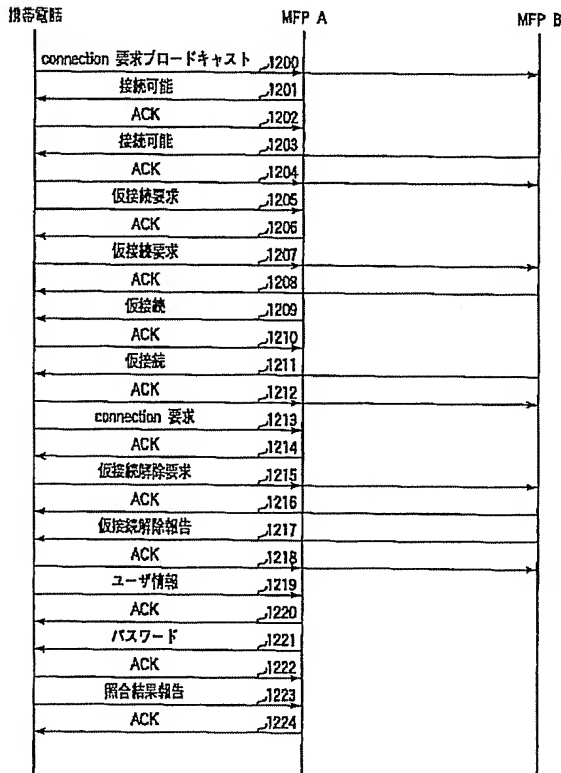 携帯電話 MFP A MFP B
connection 要求ブロードキャスト 1200
接続可能 1201
ACK 1202
接続可能 1203
ACK 1204
仮接続要求 1205
ACK 1206
仮接続要求 1207
ACK 1208
仮接続 1209
ACK 1210
仮接続 1211
ACK 1212
connection 要求 1213
ACK 1214
仮接続解除要求 1215
ACK 1216
仮接続解除報告 1217
ACK 1218
ユーザ情報 1219
ACK 1220
パスワード 1221
ACK 1222
照合結果報告 1223
ACK 1224